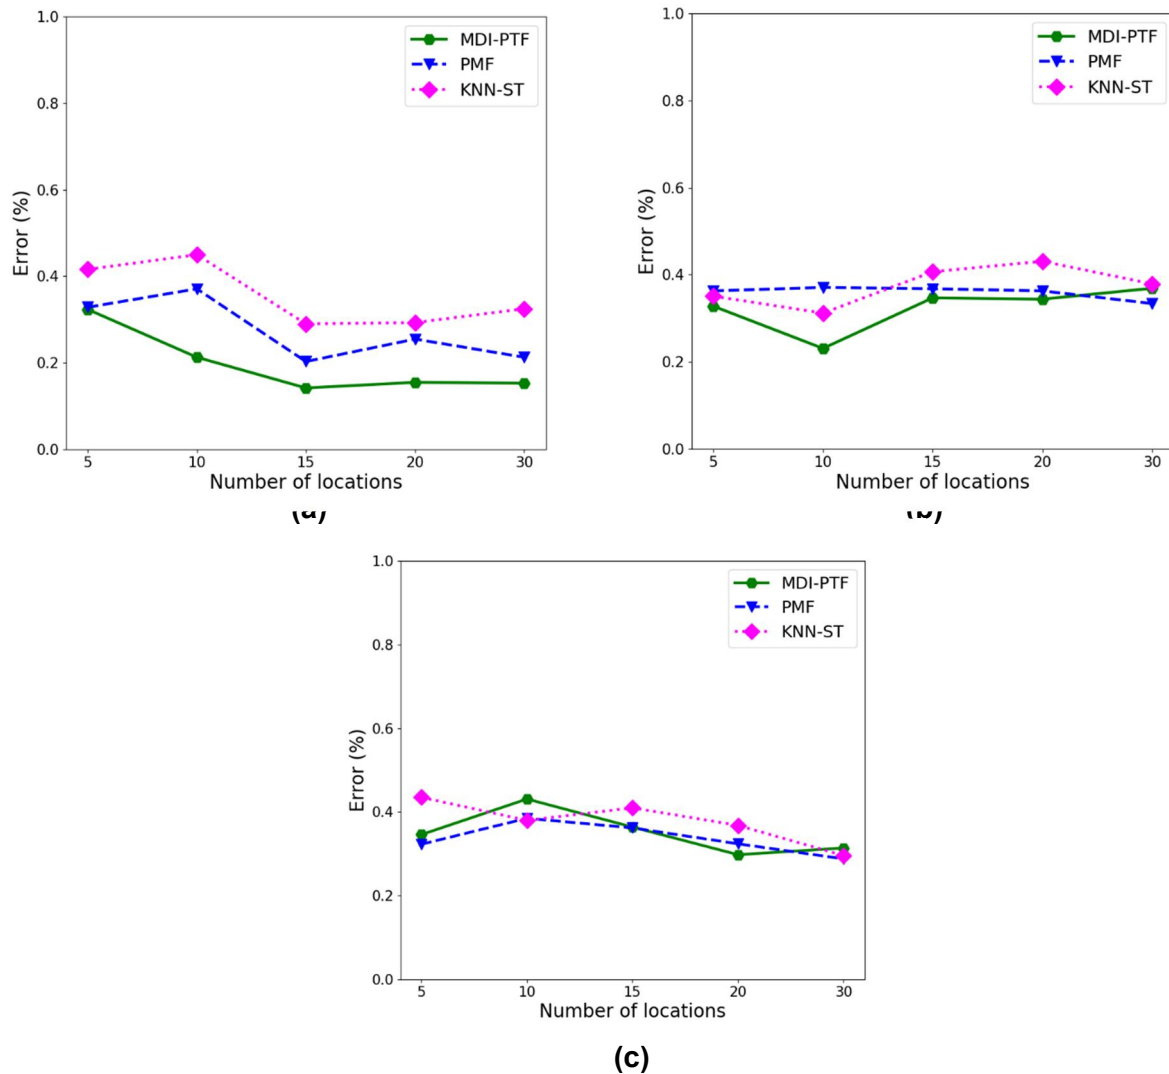 1.0
0.8
0.6
0.4
0.2
0.0
Error (%)
MDI-PTF
PMF
KNN-ST
5 10 15 20 30
Number of locations
(a)
1.0
0.8
0.6
0.4
0.2
0.0
Error (%)
MDI-PTF
PMF
KNN-ST
5 10 15 20 30
Number of locations
(b)
1.0
0.8
0.6
0.4
0.2
0.0
Error (%)
MDI-PTF
PMF
KNN-ST
5 10 15 20 30
Number of locations
(c)